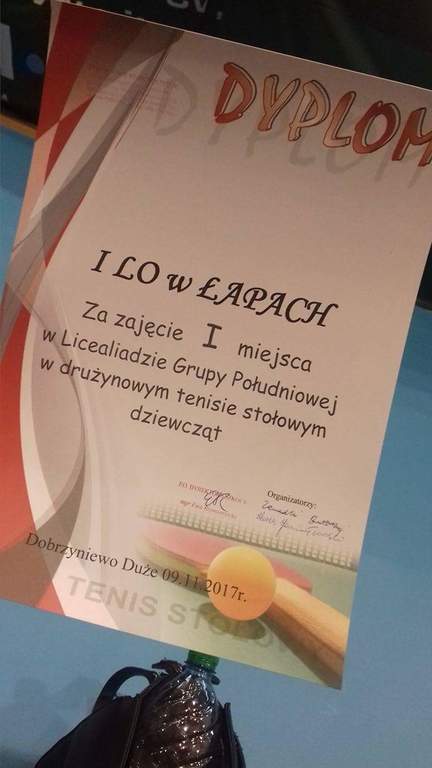 DYPLOM
I LO w ŁAPACH
Za zajęcie I miejsca
w Licealiadzie Grupy Południowej
w drużynowym tenisie stołowym
dziewcząt
Organizatorzy:
Dobrzyniewo Duże 09.11.2017r.
TENIS STOŁO